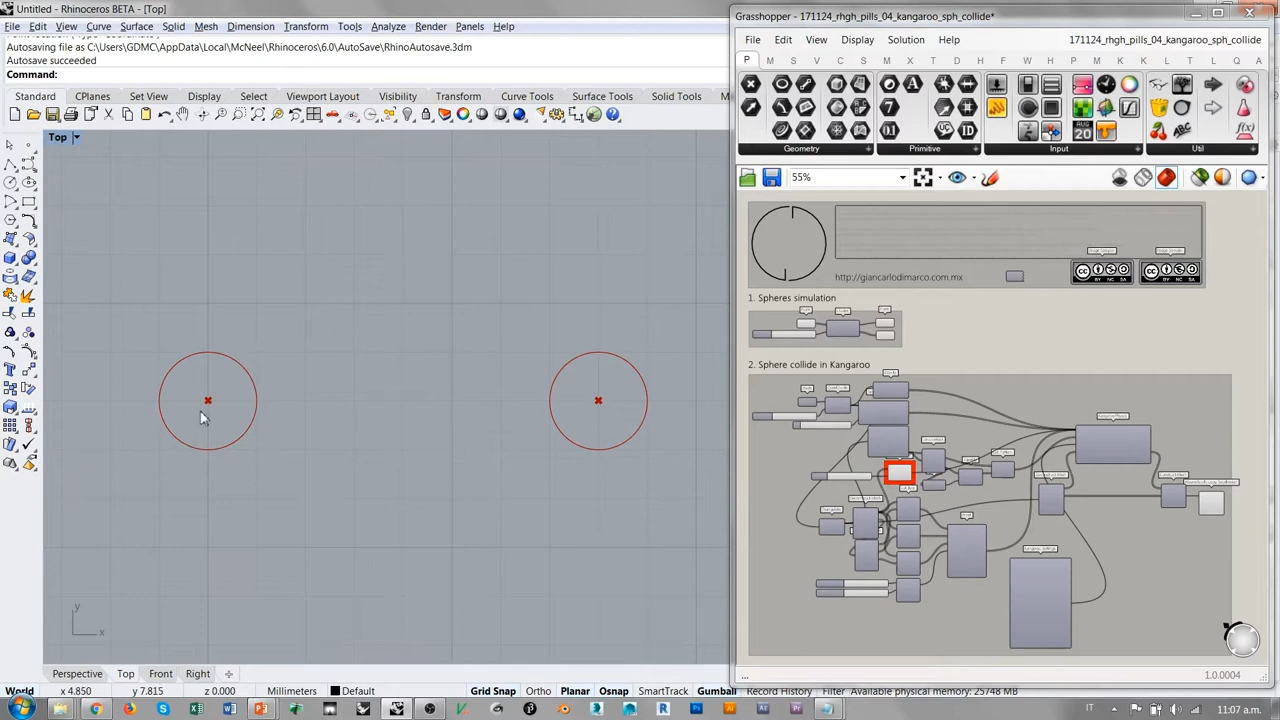 Untitled - Rhinoceros BETA - [Top]
File Edit View Curve Surface Solid Mesh Dimension Transform Tools Analyze Render Panels Help
Autosaving file as C:\Users\GDMC\AppData\Local\McNeel\Rhinoceros\6.0\AutoSave\RhinoAutosave.3dm
Autosave succeeded
Command:
Standard CPlanes Set View Display Select Viewport Layout Visibility Transform Curve Tools Surface Tools Solid Tools
Top
y
x
Perspective Top Front Right
World x 4.850 y 7.815 z 0.000 Millimeters Default Grid Snap Ortho Planar Osnap SmartTrack Gumball Record History Filter Available physical memory: 25748 MB
Grasshopper - 171124_rhgh_pills_04_kangaroo_sph_collide*
File Edit View Display Solution Help 171124_rhgh_pills_04_kangaroo_sph_collide
P M S V C S M I T D W
Geometry Primitive Input Util
55%
http://giancarlodimarco.com.mx
1. Spheres simulation
2. Sphere collide in Kangaroo
...
1.0.0004
IT 11:07 a.m.